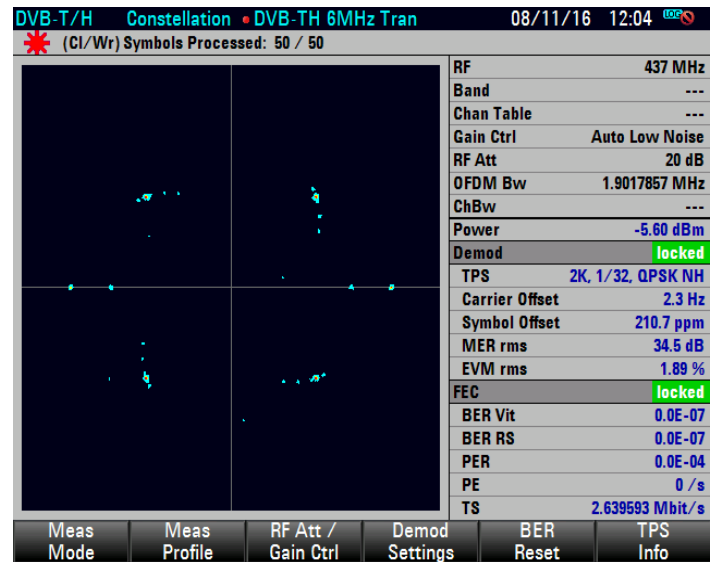 DVB-T/H Constellation DVB-TH 6MHz Tran 08/11/16 12:04 LOG
(Cl/Wr) Symbols Processed: 50 / 50
RF 437 MHz
Band ---
Chan Table ---
Gain Ctrl Auto Low Noise
RF Att 20 dB
OFDM Bw 1.9017857 MHz
ChBw ---
Power -5.60 dBm
Demod locked
TPS 2K, 1/32, QPSK NH
Carrier Offset 2.3 Hz
Symbol Offset 210.7 ppm
MER rms 34.5 dB
EVM rms 1.89 %
FEC locked
BER Vit 0.0E-07
BER RS 0.0E-07
PER 0.0E-04
PE 0 /s
TS 2.639593 Mbit/s
Meas Meas RF Att / Demod BER TPS
Mode Profile Gain Ctrl Settings Reset Info